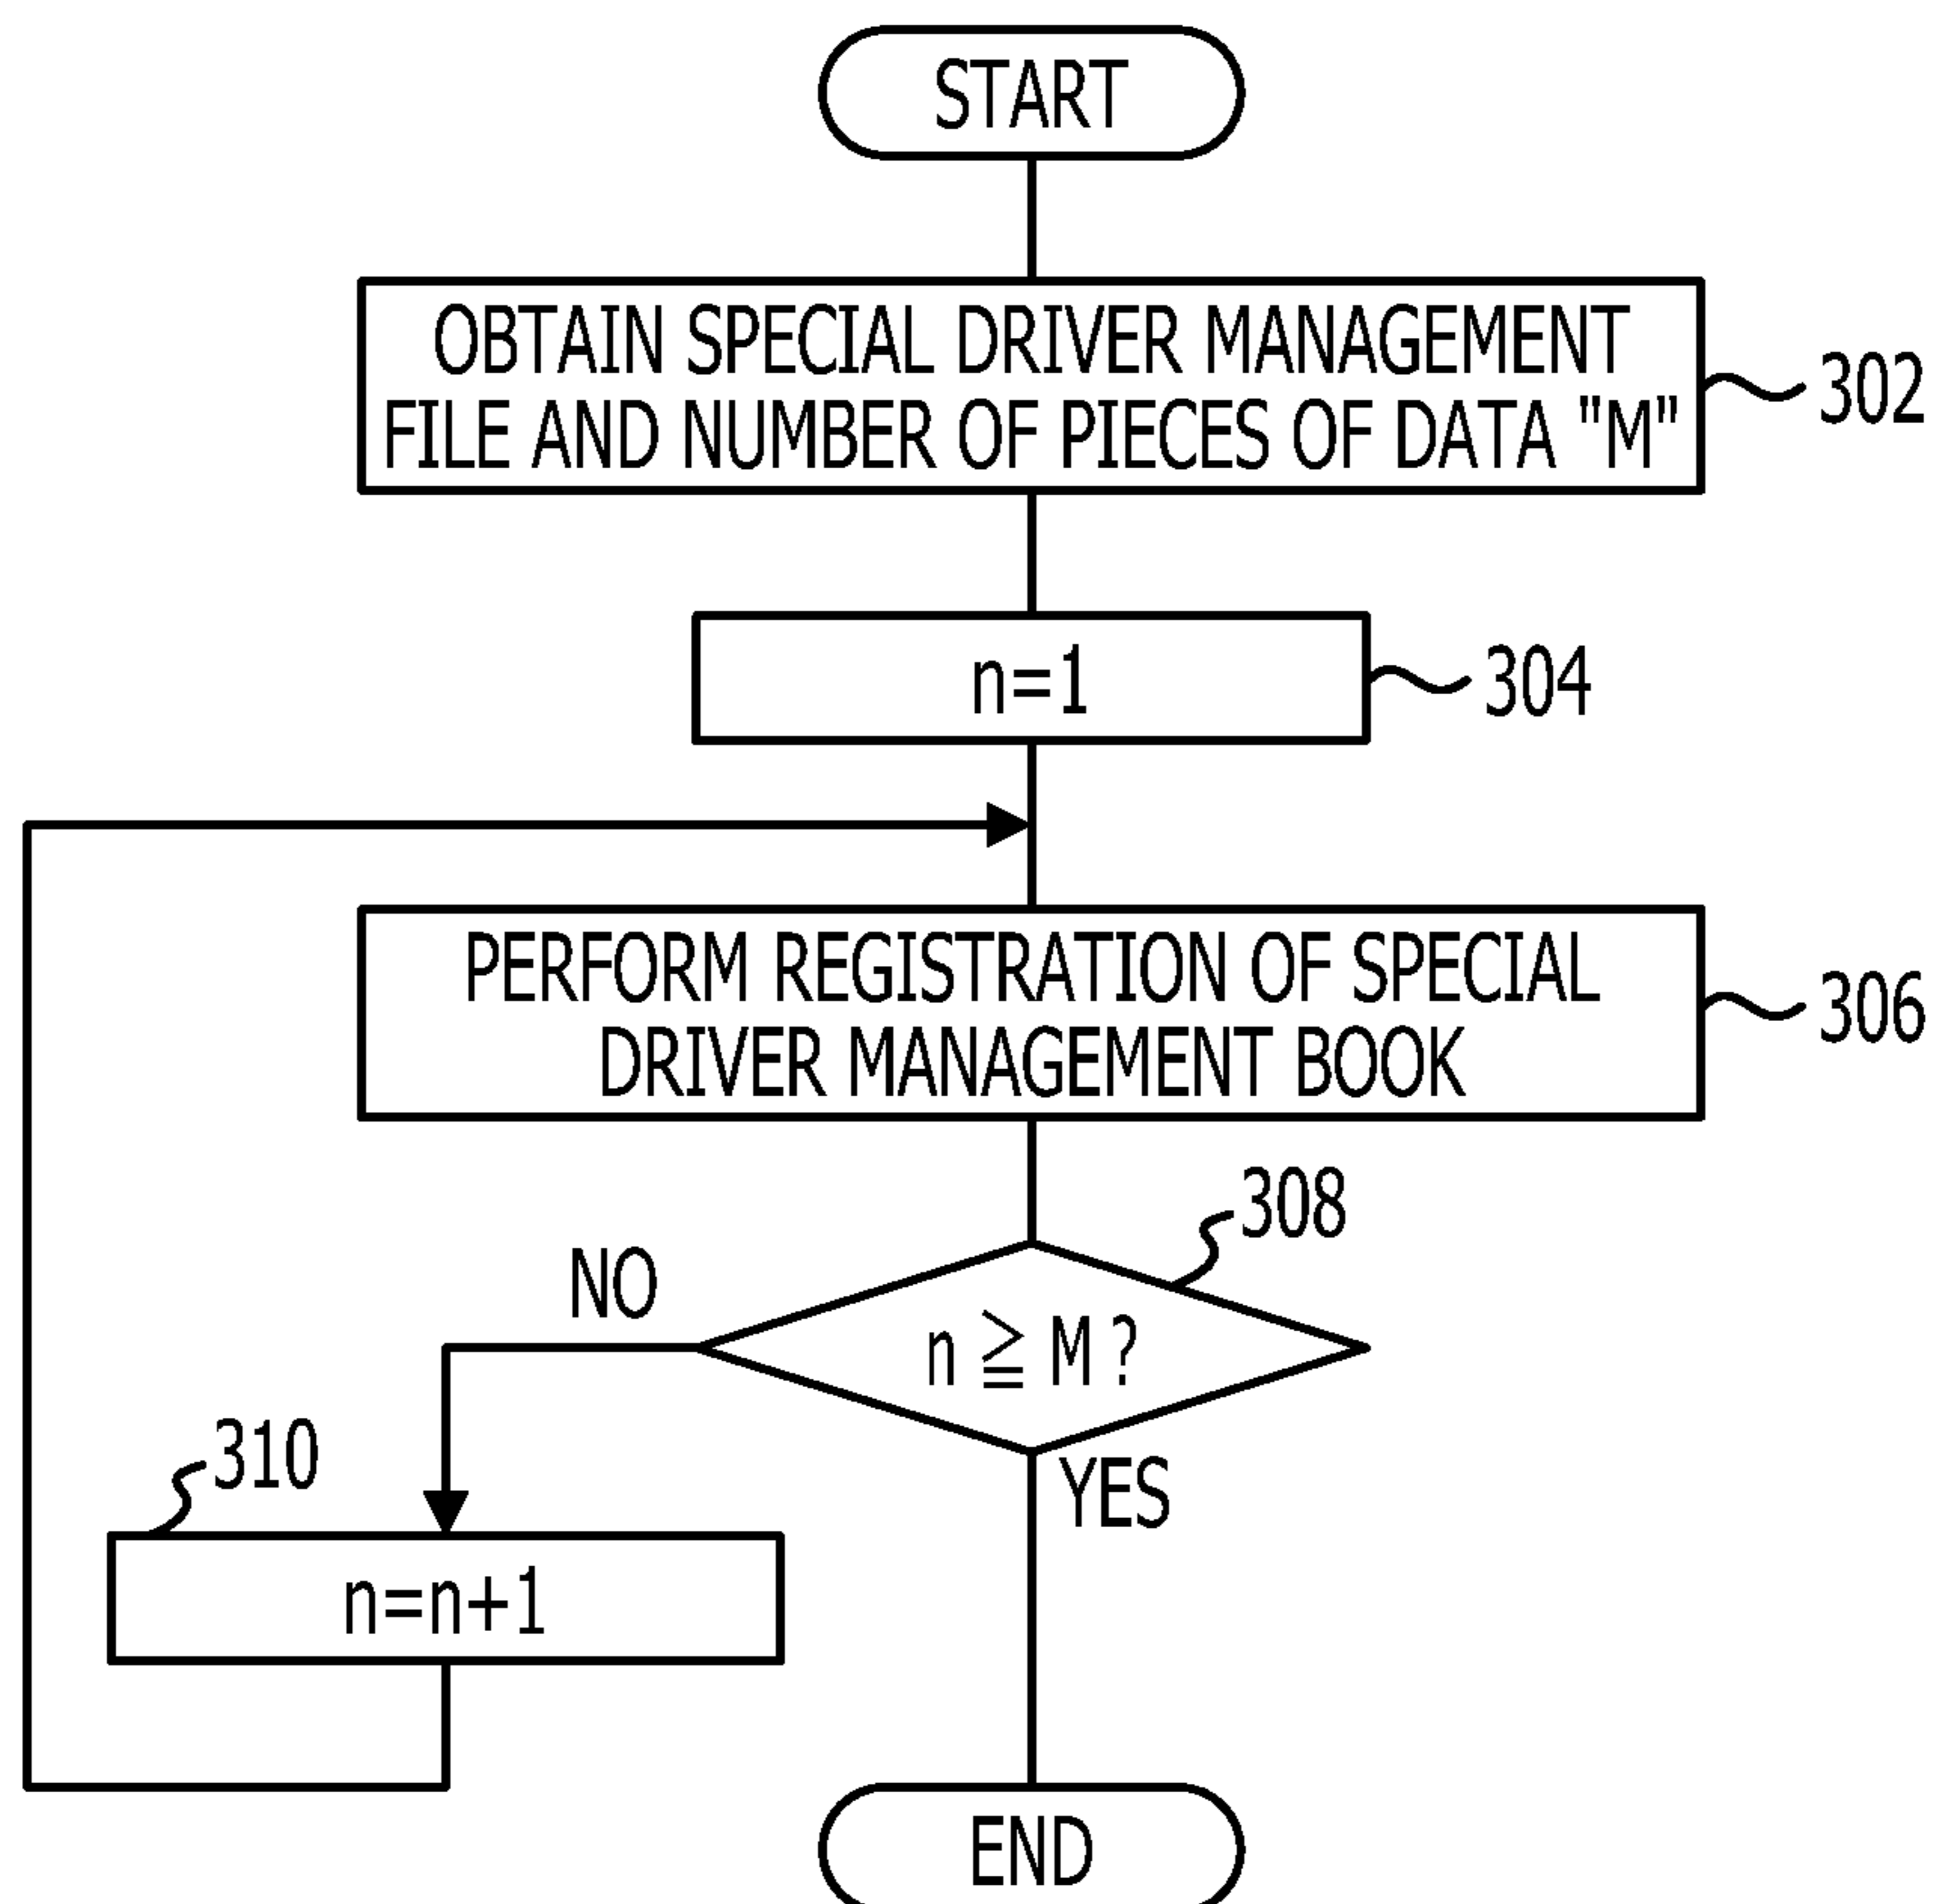 START
OBTAIN SPECIAL DRIVER MANAGEMENT
FILE AND NUMBER OF PIECES OF DATA "M"
302
n=1
304
PERFORM REGISTRATION OF SPECIAL
DRIVER MANAGEMENT BOOK
306
308
NO
n ≧ M ?
YES
310
n=n+1
END